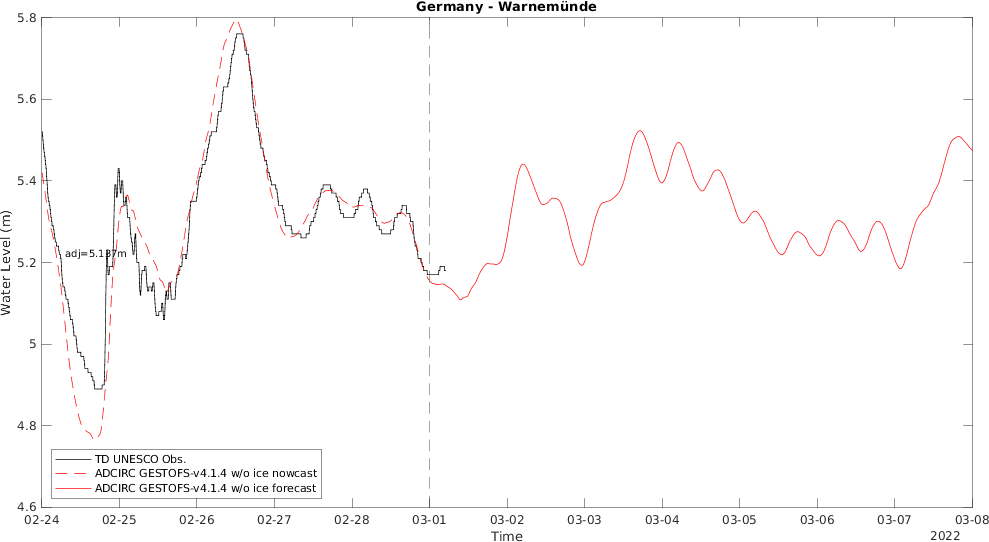 Germany - Warnemünde
5.8
5.6
5.4
5.2
5
4.8
4.6
Water Level (m)
adj=5.137m
TD UNESCO Obs.
ADCIRC GESTOFS-v4.1.4 w/o ice nowcast
ADCIRC GESTOFS-v4.1.4 w/o ice forecast
02-24 02-25 02-26 02-27 02-28 03-01 03-02 03-03 03-04 03-05 03-06 03-07 03-08
Time
2022